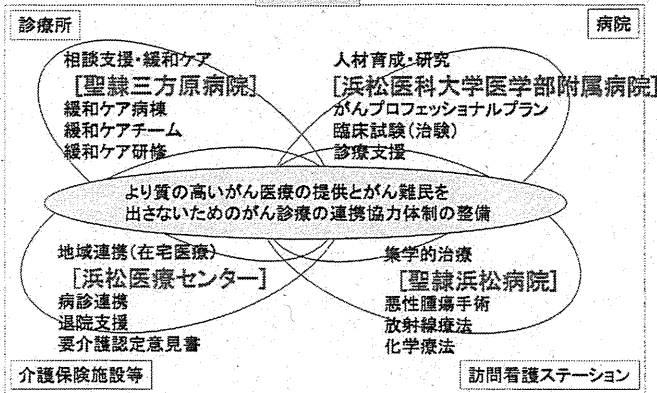 診療所
病院
相談支援・緩和ケア
[聖隷三方原病院]
緩和ケア病棟
緩和ケアチーム
緩和ケア研修
人材育成・研究
[浜松医科大学医学部附属病院]
がんプロフェッショナルプラン
臨床試験(治験)
診療支援
より質の高いがん医療の提供とがん難民を
出さないためのがん診療の連携協力体制の整備
地域連携(在宅医療)
[浜松医療センター]
病診連携
退院支援
要介護認定意見書
集学的治療
[聖隷浜松病院]
悪性腫瘍手術
放射線療法
化学療法
介護保険施設等
訪問看護ステーション